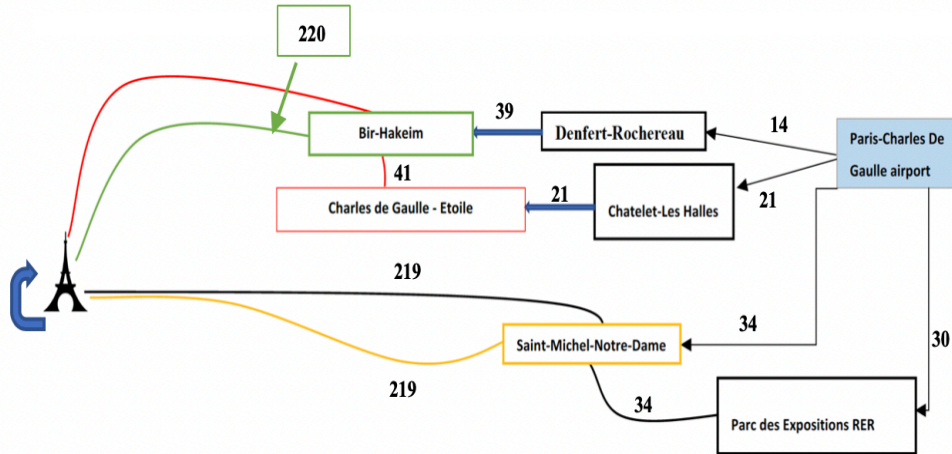 220
39
Bir-Hakeim
Denfert-Rochereau
14
Paris-Charles De
Gaulle airport
41
21
21
Charles de Gaulle - Etoile
Chatelet-Les Halles
219
34
Saint-Michel-Notre-Dame
30
219
34
Parc des Expositions RER